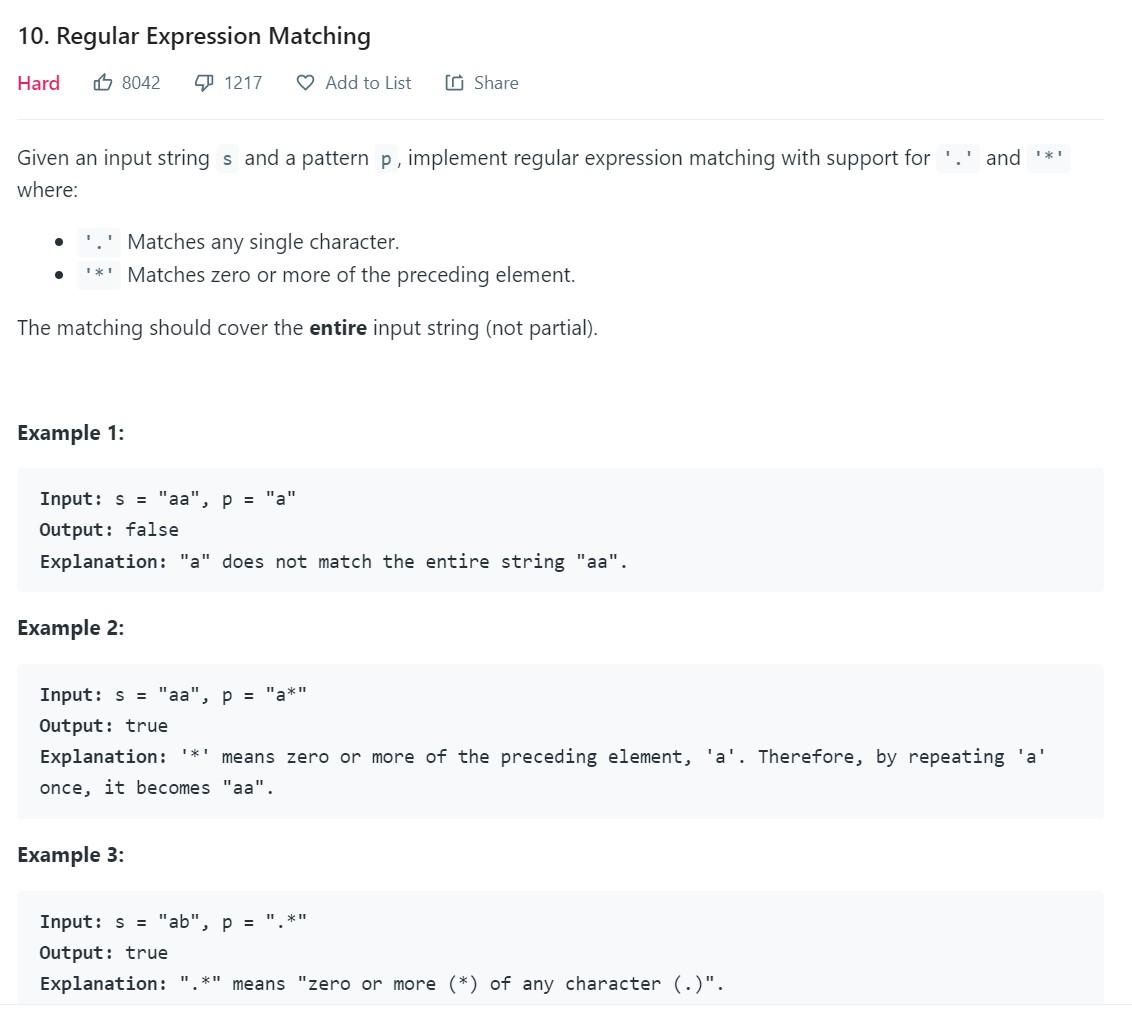 10. Regular Expression Matching
Hard 8042 1217 Add to List Share
Given an input string s and a pattern p, implement regular expression matching with support for '.' and '*'
where:
• '.' Matches any single character.
• '*' Matches zero or more of the preceding element.
The matching should cover the entire input string (not partial).
Example 1:
Input: s = "aa", p = "a"
Output: false
Explanation: "a" does not match the entire string "aa".
Example 2:
Input: s = "aa", p = "a*"
Output: true
Explanation: '*' means zero or more of the preceding element, 'a'. Therefore, by repeating 'a'
once, it becomes "aa".
Example 3:
Input: s = "ab", p = ".*"
Output: true
Explanation: ".*" means "zero or more (*) of any character (.)".